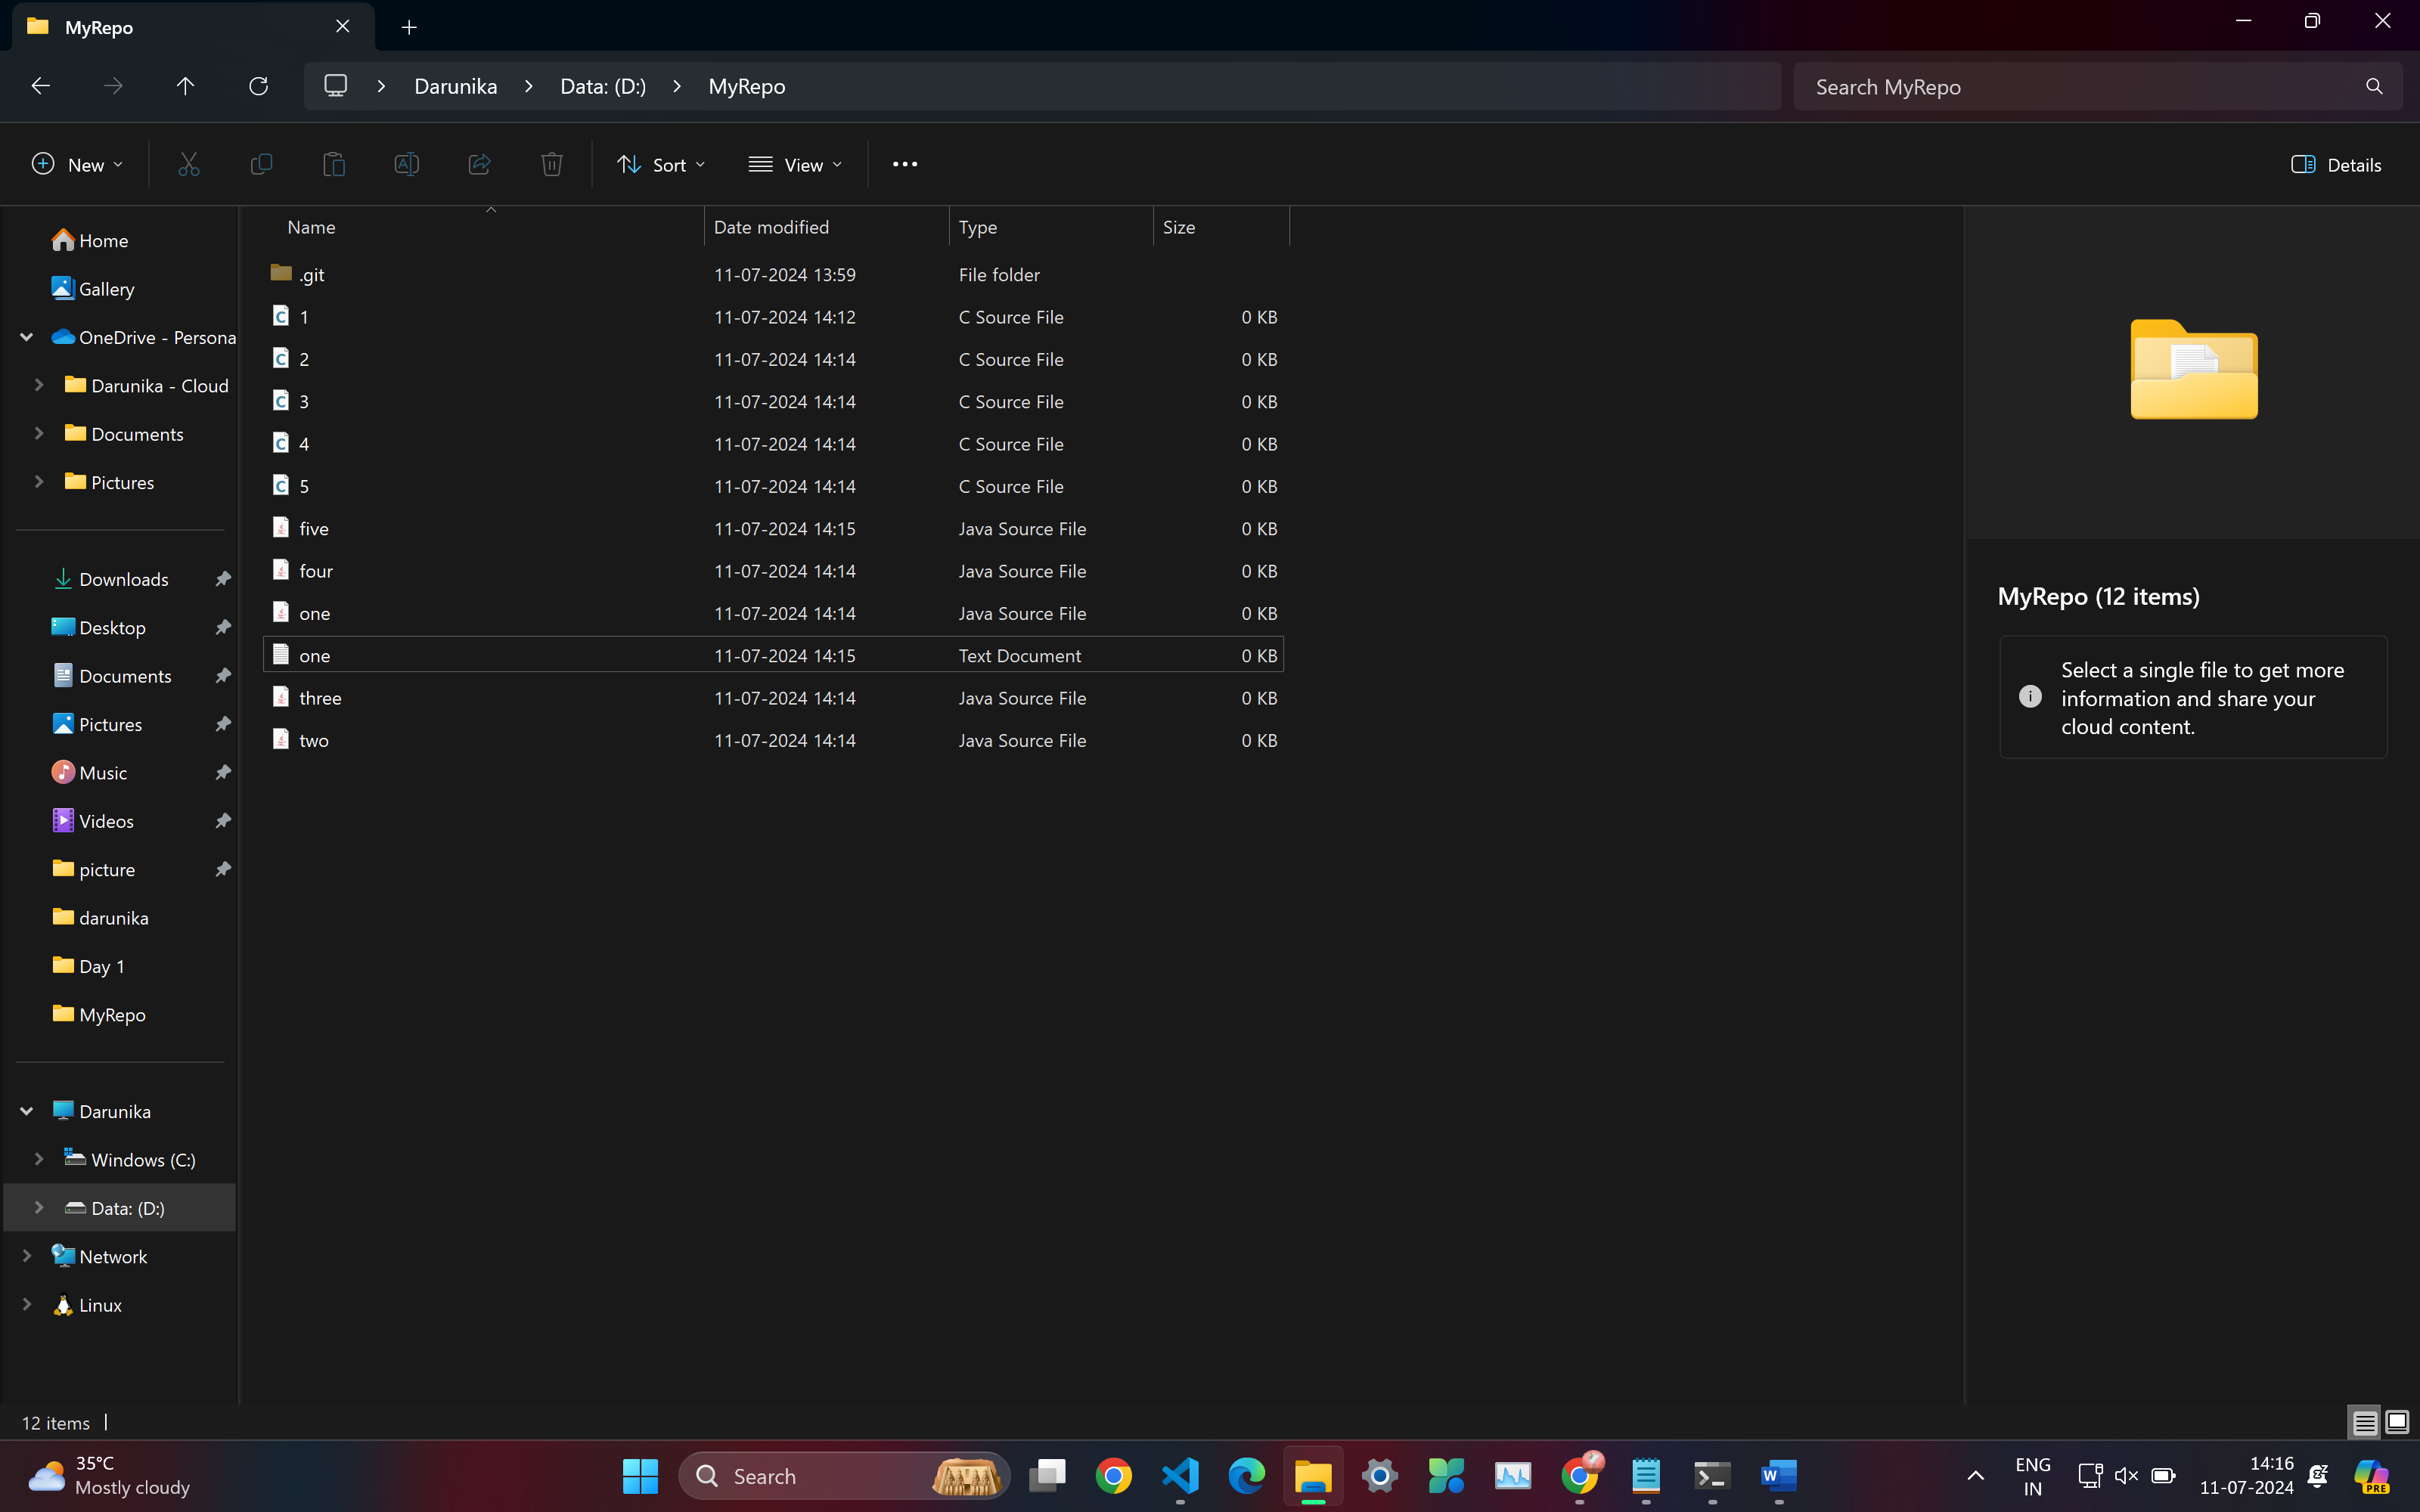 MyRepo
Darunika > Data: (D:) > MyRepo
Search MyRepo
New
Sort
View
Details
Name Date modified Type Size
.git 11-07-2024 13:59 File folder
1 11-07-2024 14:12 C Source File 0 KB
2 11-07-2024 14:14 C Source File 0 KB
3 11-07-2024 14:14 C Source File 0 KB
4 11-07-2024 14:14 C Source File 0 KB
5 11-07-2024 14:14 C Source File 0 KB
five 11-07-2024 14:15 Java Source File 0 KB
four 11-07-2024 14:14 Java Source File 0 KB
one 11-07-2024 14:14 Java Source File 0 KB
one 11-07-2024 14:15 Text Document 0 KB
three 11-07-2024 14:14 Java Source File 0 KB
two 11-07-2024 14:14 Java Source File 0 KB
Home
Gallery
OneDrive - Persona
Darunika - Cloud
Documents
Pictures
Downloads
Desktop
Documents
Pictures
Music
Videos
picture
darunika
Day 1
MyRepo
Darunika
Windows (C:)
Data: (D:)
Network
Linux
MyRepo (12 items)
Select a single file to get more
information and share your
cloud content.
12 items
35°C
Mostly cloudy
Search
ENG
IN
14:16
11-07-2024
PRE